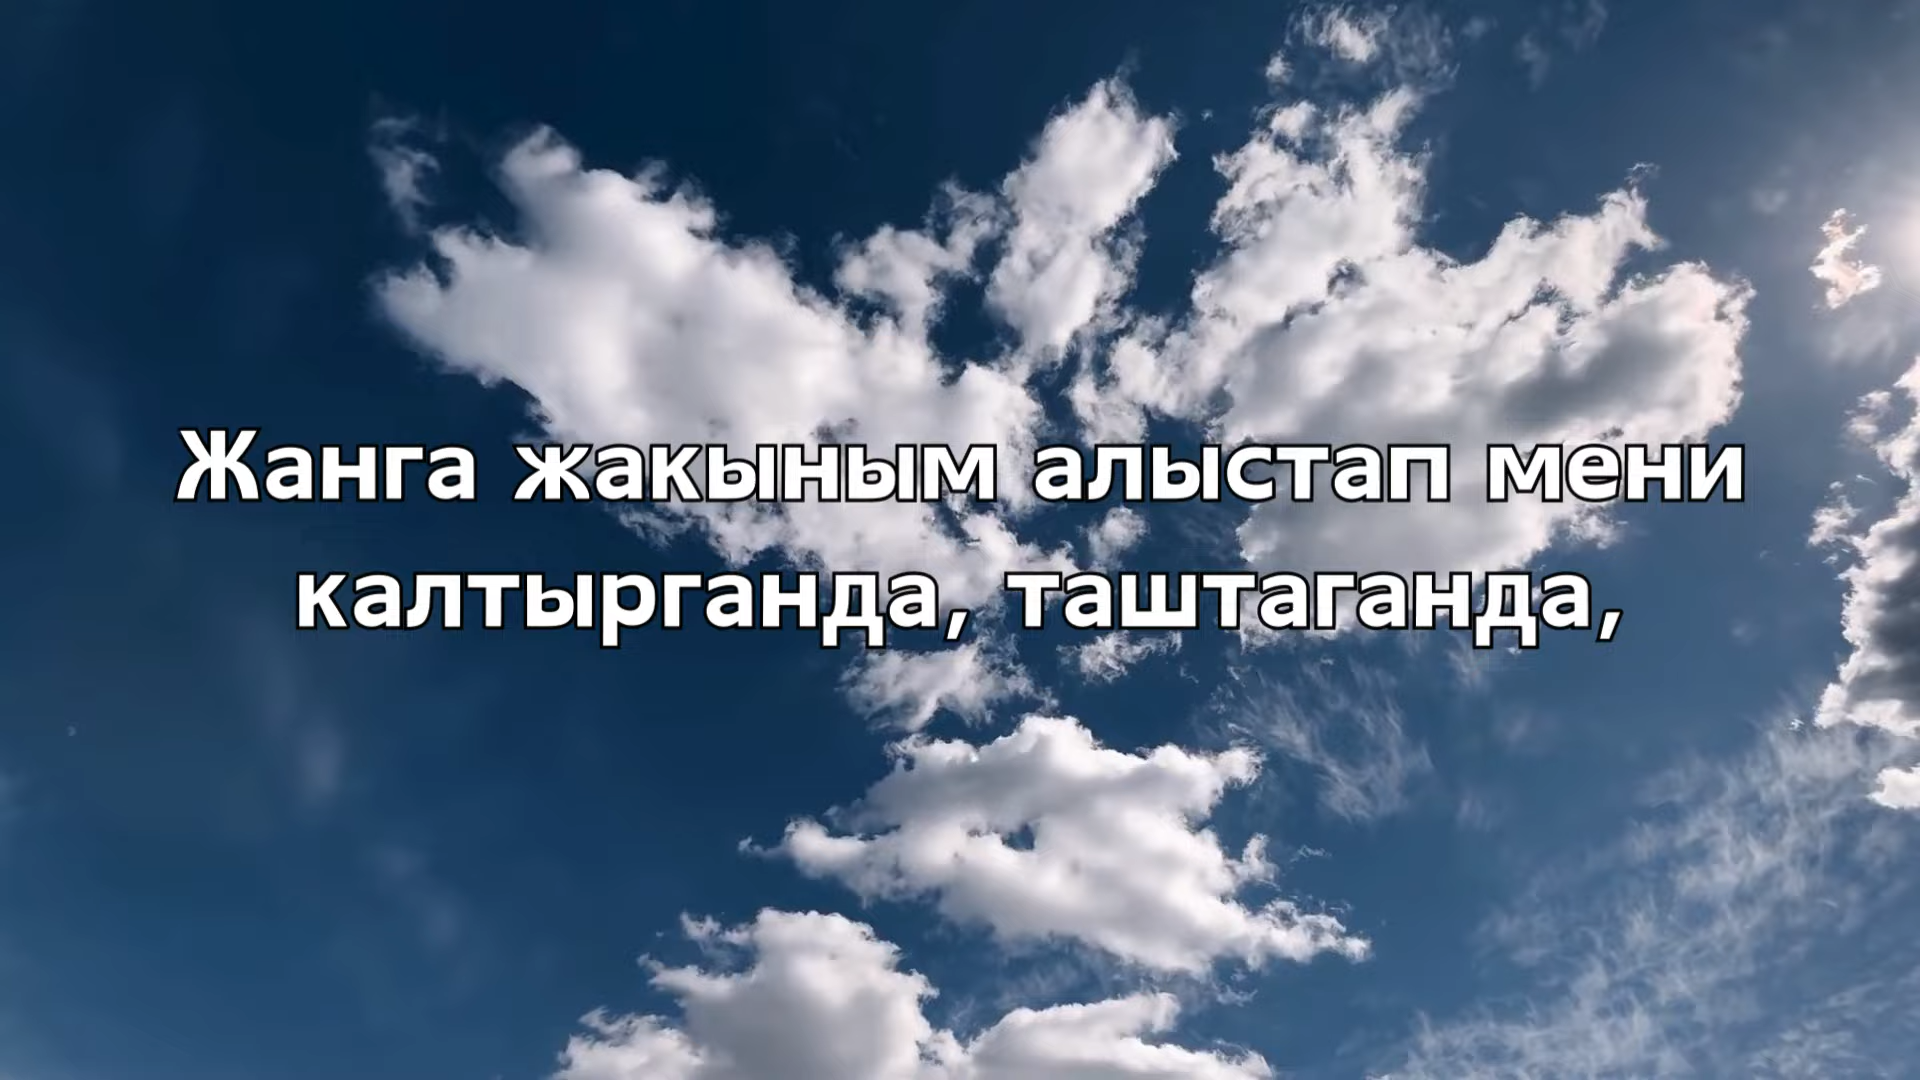 Жанга жакыным алыстап мени
калтырганда, таштаганда,